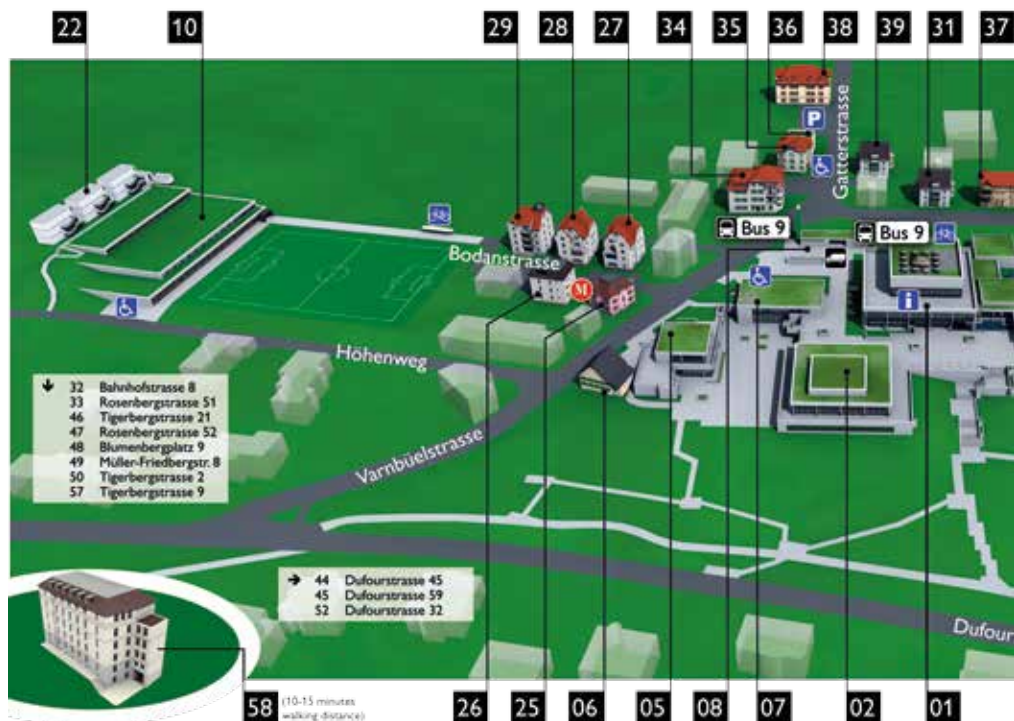 22 10 29 28 27 34 35 36 38 39 31 37
P
Gatterstrasse
Bus 9
Bus 9
Bodanstrasse
M
i
Höhenweg
Varnbüelstrasse
32 Bahnhofstrasse 8
33 Rosenbergstrasse 51
46 Tigerbergstrasse 21
47 Rosenbergstrasse 52
48 Blumenbergplatz 9
49 Müller-Friedbergstr. 8
50 Tigerbergstrasse 2
57 Tigerbergstrasse 9
44 Dufourstrasse 45
45 Dufourstrasse 59
52 Dufourstrasse 32
Dufour
58 (10-15 minutes
walking distance)
26 25 06 05 08 07 02 01